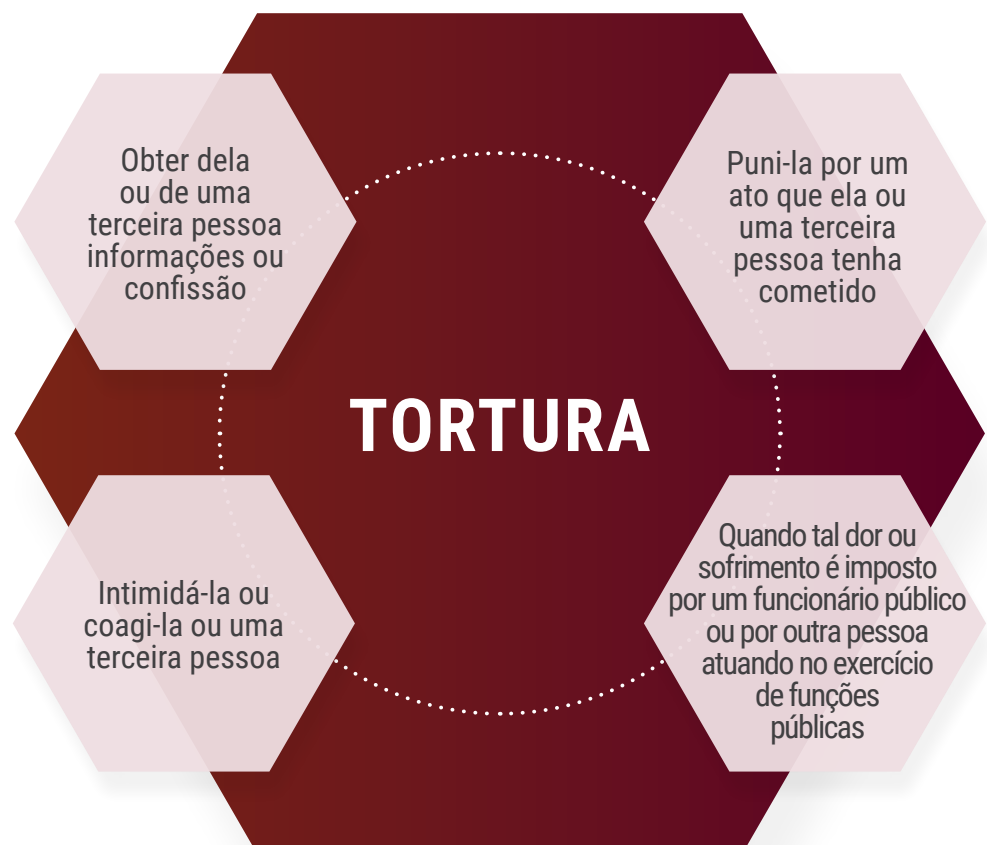 Obter dela
ou de uma
terceira pessoa
informações ou
confissão
Puni-la por um
ato que ela ou
uma terceira
pessoa tenha
cometido
TORTURA
Intimidá-la ou
coagi-la ou uma
terceira pessoa
Quando tal dor ou
sofrimento é imposto
por um funcionário público
ou por outra pessoa
atuando no exercício
de funções
públicas